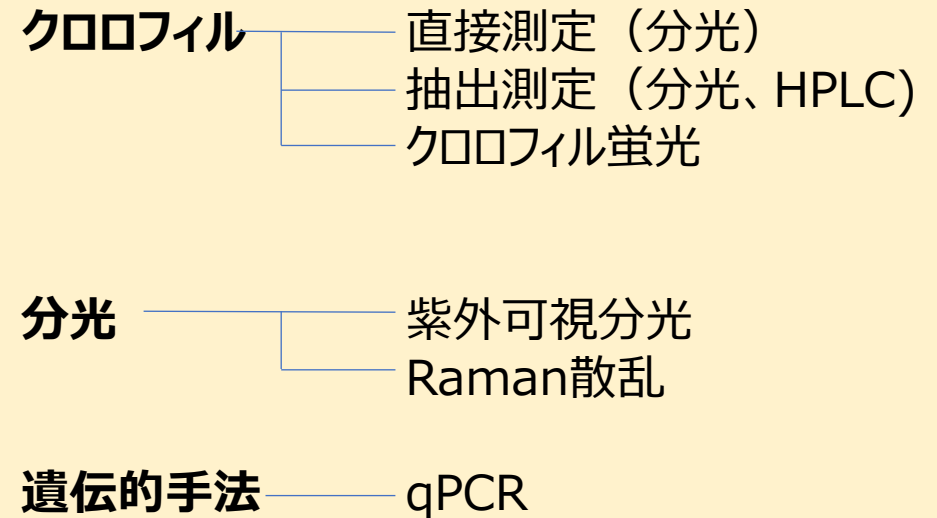 クロロフィル
直接測定（分光）
抽出測定（分光、HPLC)
クロロフィル蛍光
分光
紫外可視分光
Raman散乱
遺伝的手法
qPCR